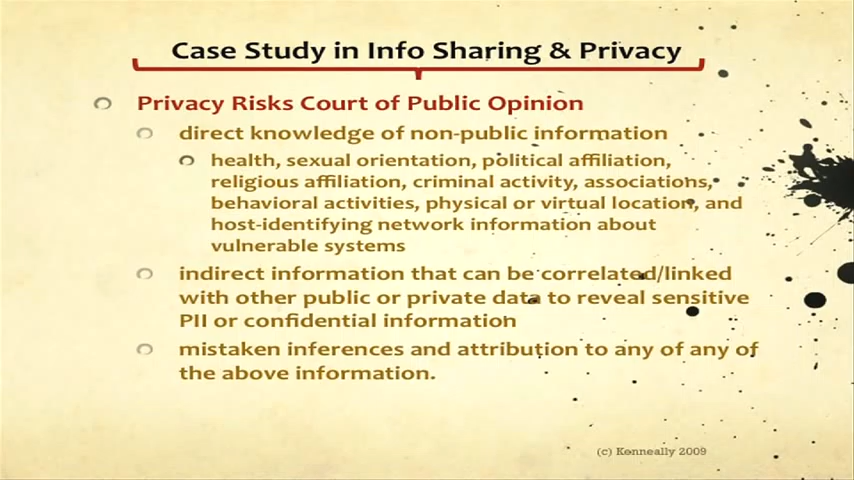 Case Study in Info Sharing & Privacy
Privacy Risks Court of Public Opinion
direct knowledge of non-public information
health, sexual orientation, political affiliation,
religious affiliation, criminal activity, associations,
behavioral activities, physical or virtual location, and
host-identifying network information about
vulnerable systems
indirect information that can be correlated/linked
with other public or private data to reveal sensitive
PII or confidential information
mistaken inferences and attribution to any of any of
the above information.
(c) Kenneally 2009